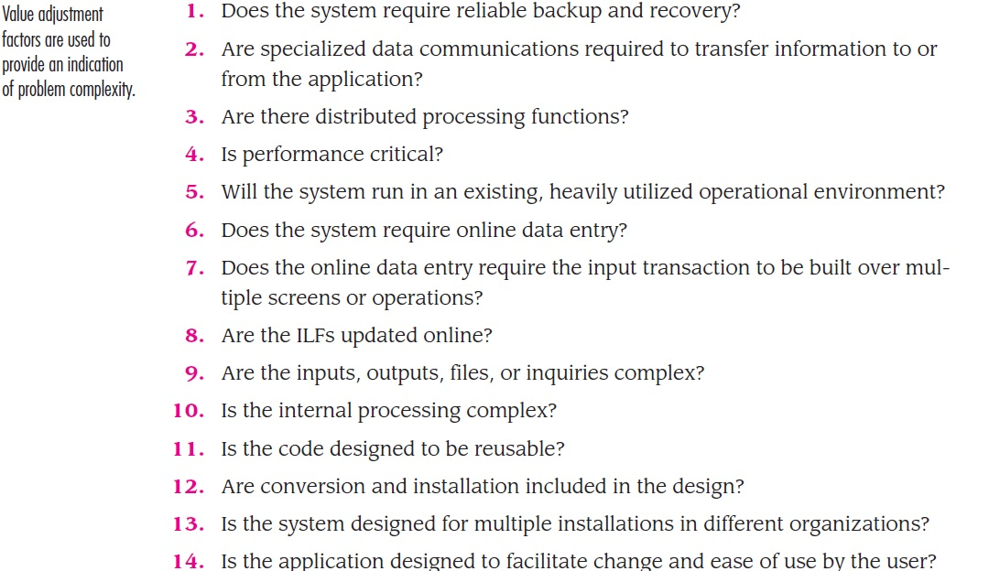 Value adjustment
factors are used to
provide an indication
of problem complexity.
1. Does the system require reliable backup and recovery?
2. Are specialized data communications required to transfer information to or
from the application?
3. Are there distributed processing functions?
4. Is performance critical?
5. Will the system run in an existing, heavily utilized operational environment?
6. Does the system require online data entry?
7. Does the online data entry require the input transaction to be built over mul-
tiple screens or operations?
8. Are the ILFs updated online?
9. Are the inputs, outputs, files, or inquiries complex?
10. Is the internal processing complex?
11. Is the code designed to be reusable?
12. Are conversion and installation included in the design?
13. Is the system designed for multiple installations in different organizations?
14. Is the application designed to facilitate change and ease of use by the user?